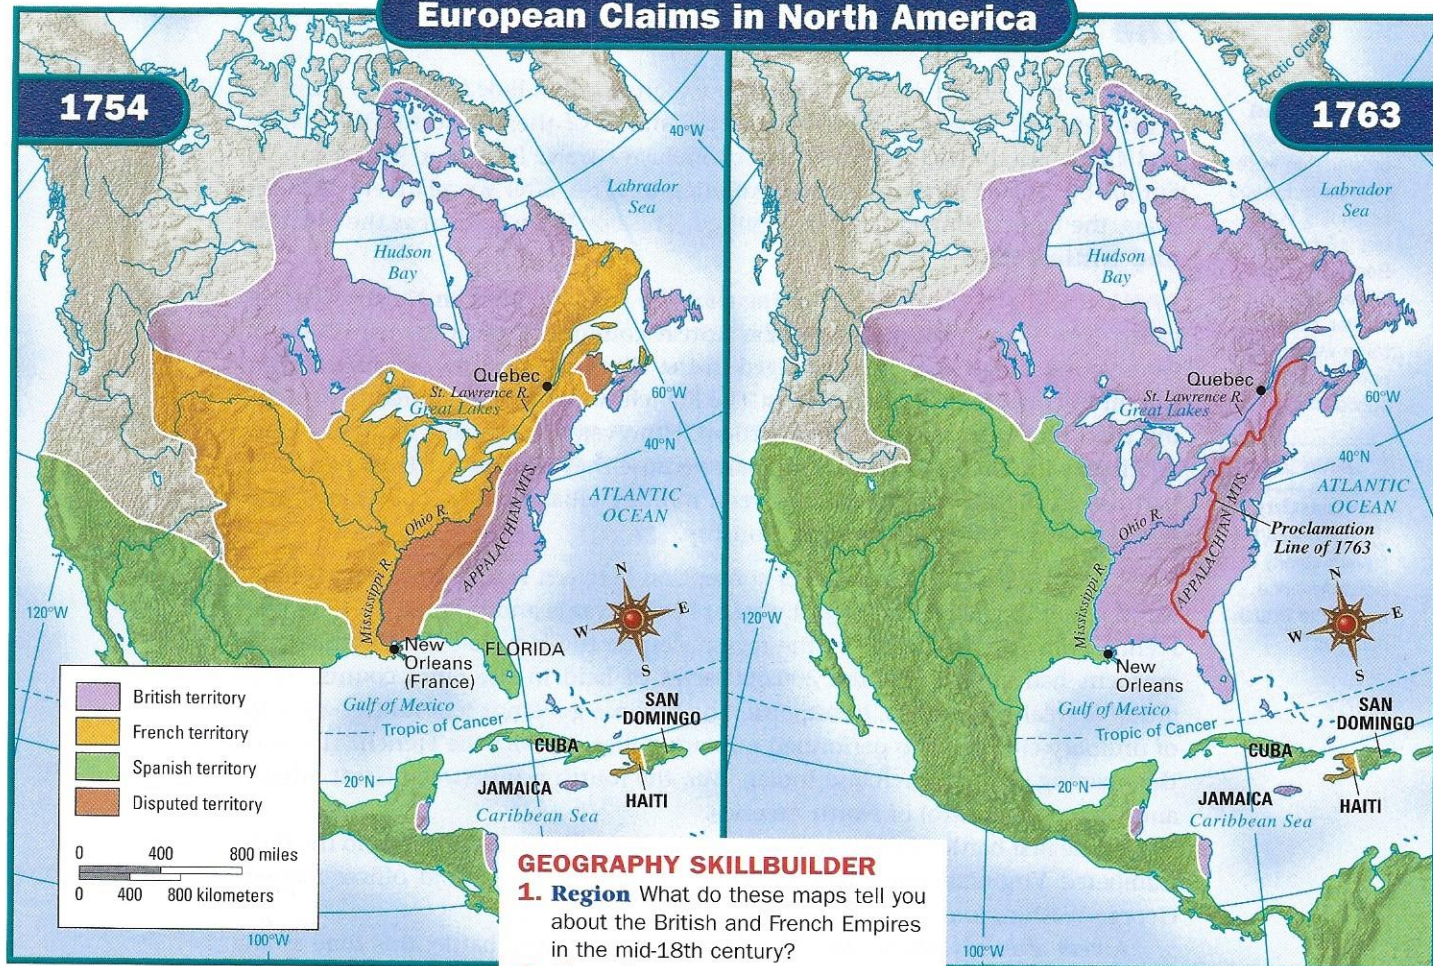 European Claims in North America
1754
40°W
Labrador
Sea
Hudson
Bay
Quebec
St. Lawrence R.
Great Lakes
60°W
40°N
ATLANTIC
OCEAN
APPALACHIAN MTS.
Ohio R.
Mississippi R.
120°W
N
E
W
S
New
Orleans
(France)
FLORIDA
Gulf of Mexico
Tropic of Cancer
SAN
DOMINGO
CUBA
20°N
JAMAICA
HAITI
Caribbean Sea
100°W
British territory
French territory
Spanish territory
Disputed territory
0 400 800 miles
0 400 800 kilometers
1763
Arctic Circle
Labrador
Sea
Hudson
Bay
Quebec
St. Lawrence R.
Great Lakes
60°W
40°N
ATLANTIC
OCEAN
Ohio R.
APPALACHIAN MTS.
Proclamation
Line of 1763
Mississippi R.
120°W
N
E
W
S
New
Orleans
Gulf of Mexico
Tropic of Cancer
SAN
DOMINGO
CUBA
20°N
JAMAICA
HAITI
Caribbean Sea
100°W
GEOGRAPHY SKILLBUILDER
1. Region What do these maps tell you
about the British and French Empires
in the mid-18th century?